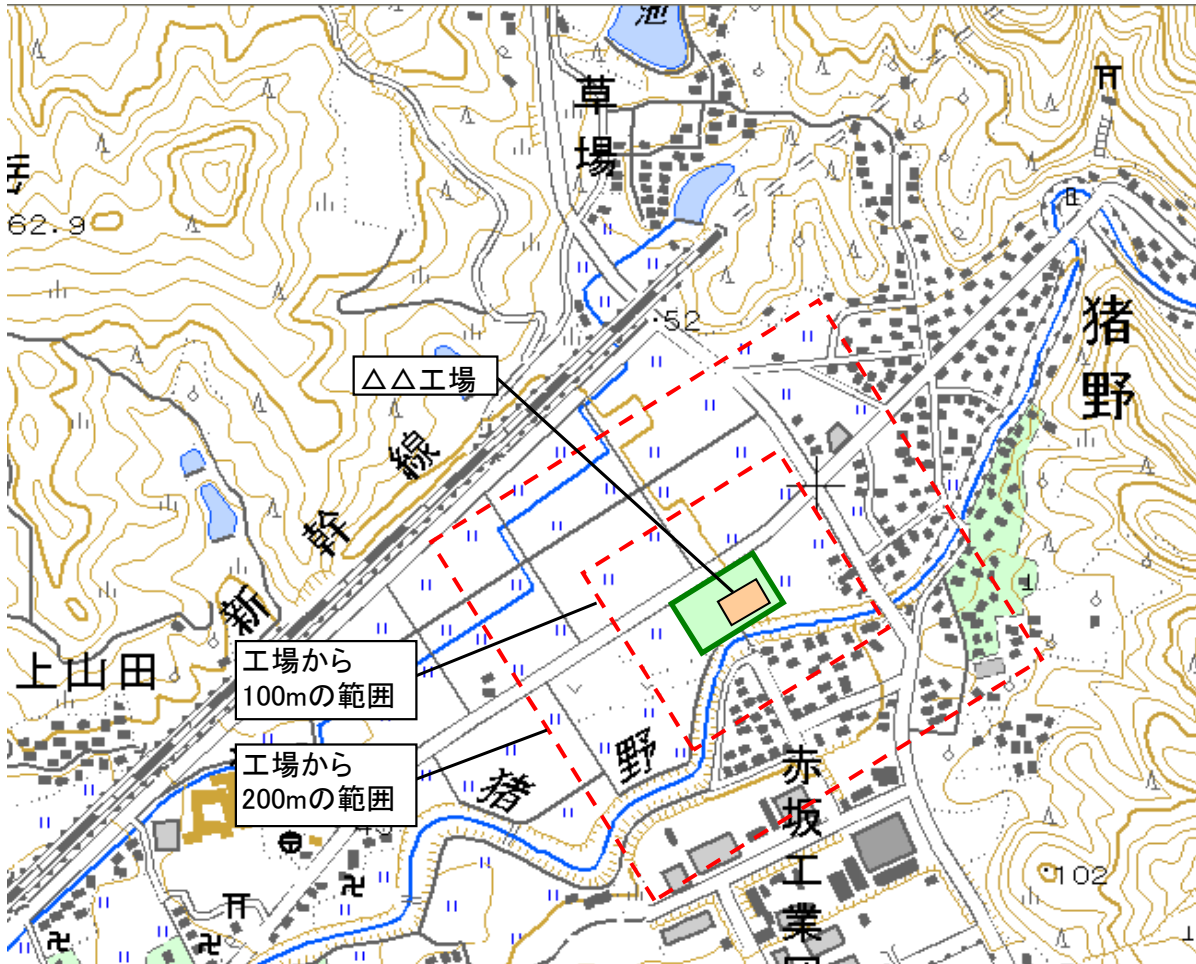 池
草
場
62.9
・52
猪
野
△△工場
新
幹
線
上山田
工場から
100mの範囲
工場から
200mの範囲
猪
野
赤
坂
工
業
・102